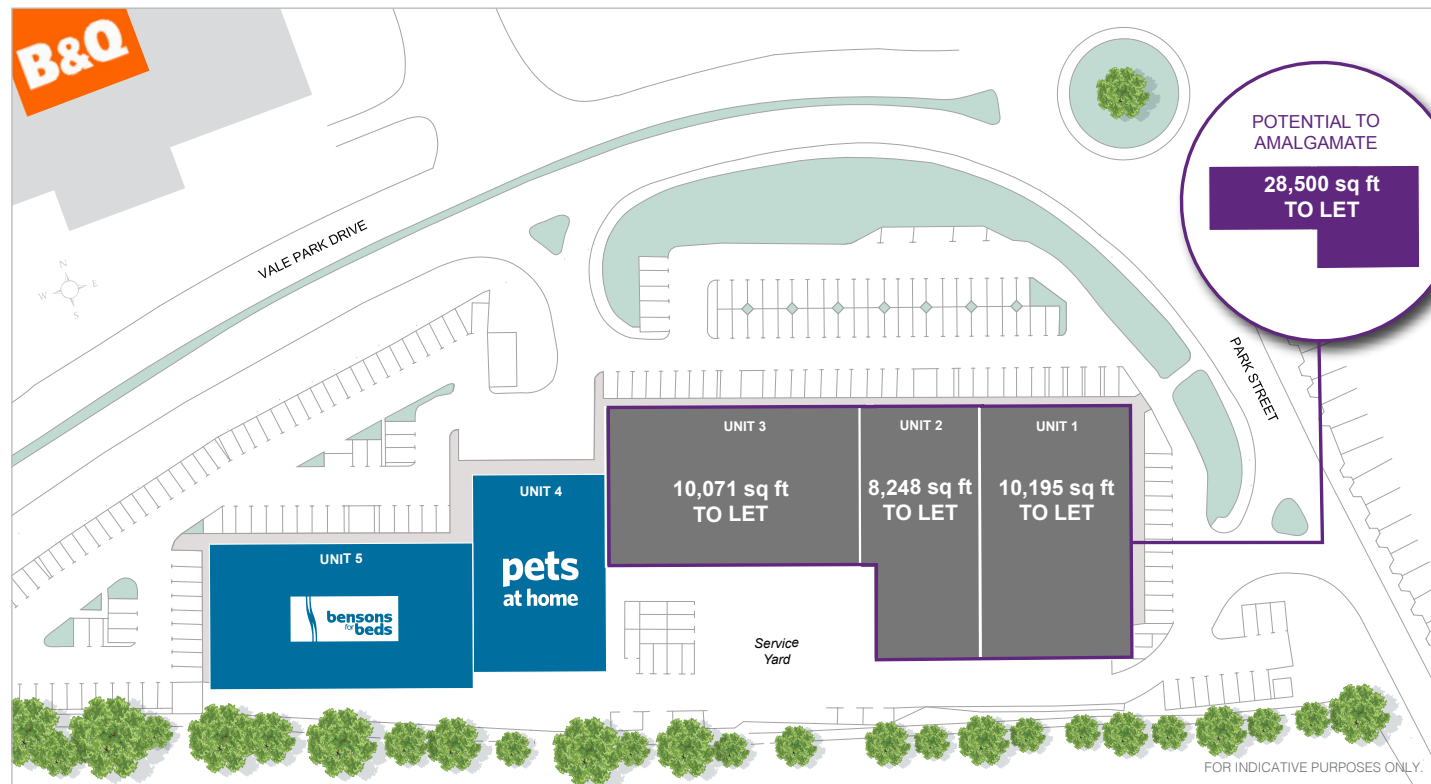 B&Q
POTENTIAL TO
AMALGAMATE
28,500 sq ft
TO LET
VALE PARK DRIVE
N
W
E
S
PARK STREET
UNIT 3
10,071 sq ft
TO LET
UNIT 2
8,248 sq ft
TO LET
UNIT 1
10,195 sq ft
TO LET
UNIT 4
pets
at home
UNIT 5
bensons
for
beds
Service
Yard
FOR INDICATIVE PURPOSES ONLY.